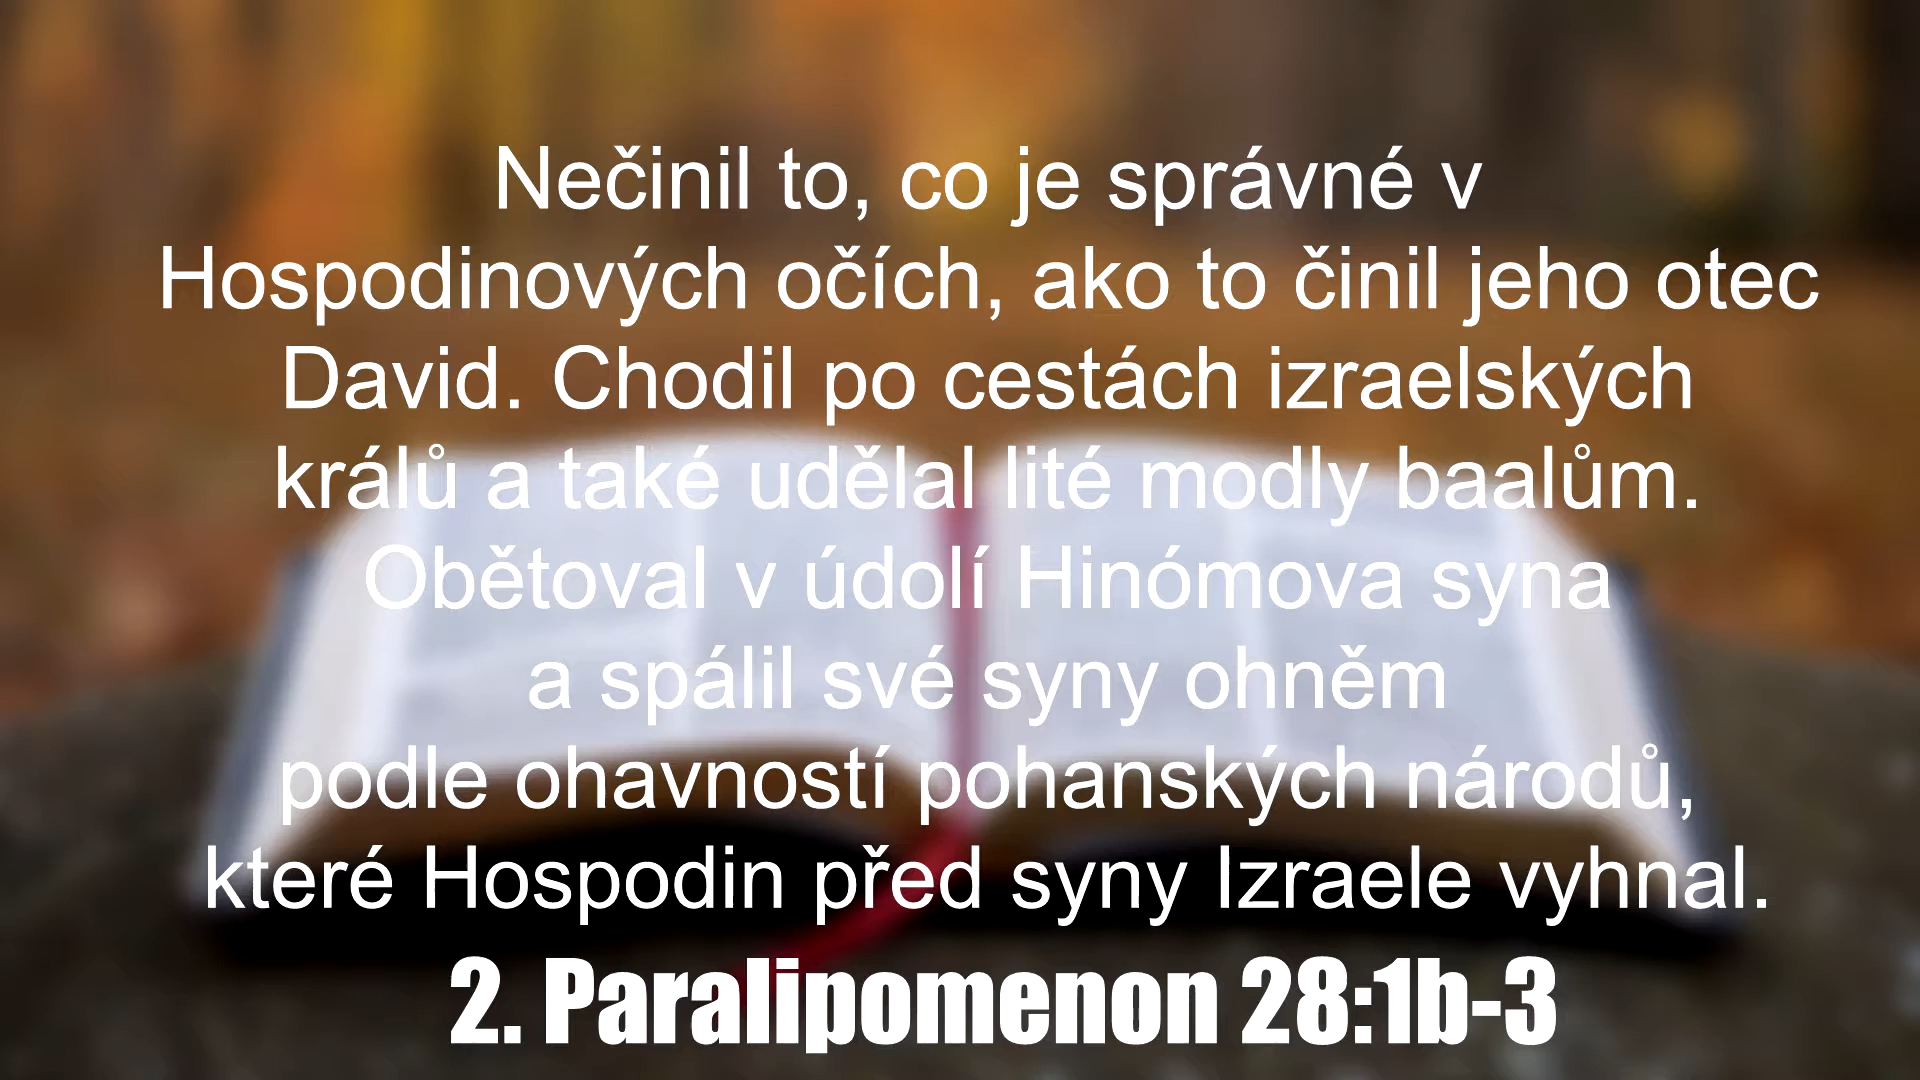 Nečinil to, co je správné v
Hospodinových očích, ako to činil jeho otec
David. Chodil po cestách izraelských
králů a také udělal lité modly baalům.
Obětoval v údolí Hinómova syna
a spálil své syny ohněm
podle ohavností pohanských národů,
které Hospodin před syny Izraele vyhnal.
2. Paralipomenon 28:1b-3